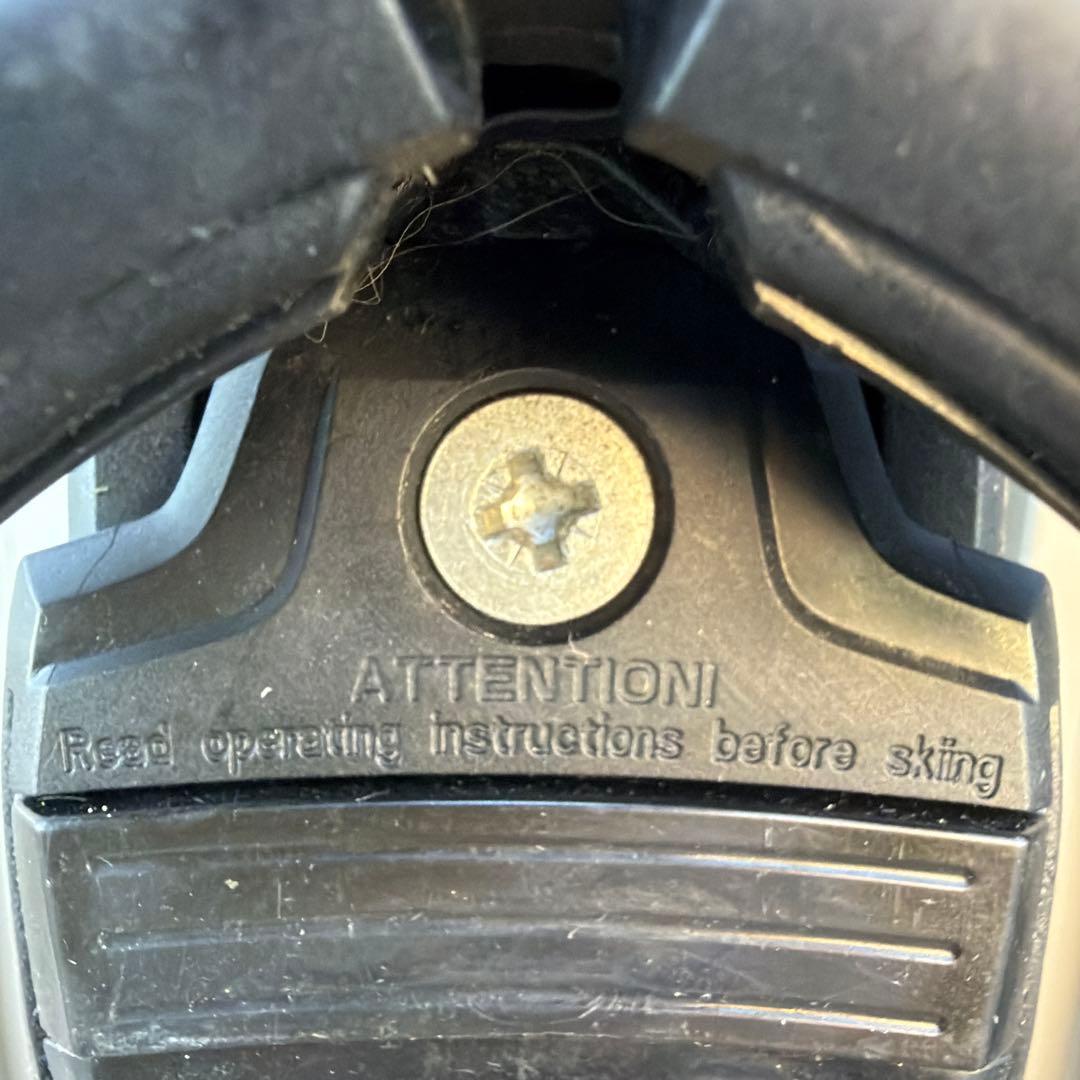 ATTENTION!
Read operating instructions before skiing